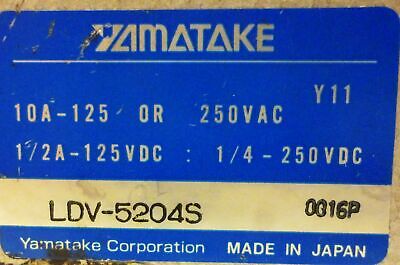 YAMATAKE
Y11
10A-125 OR 250VAC
1/2A-125VDC : 1/4-250VDC
LDV-5204S 0016P
Yamatake Corporation MADE IN JAPAN